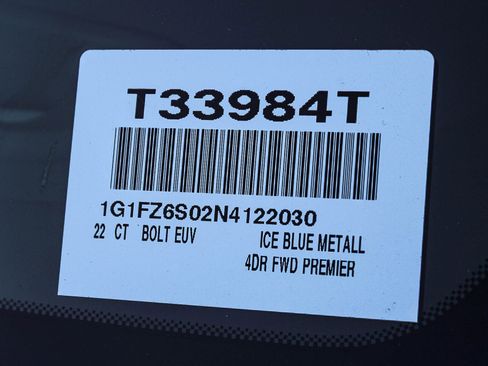 T33984T
1G1FZ6S02N4122030
22 CT BOLT EUV ICE BLUE METALL
4DR FWD PREMIER